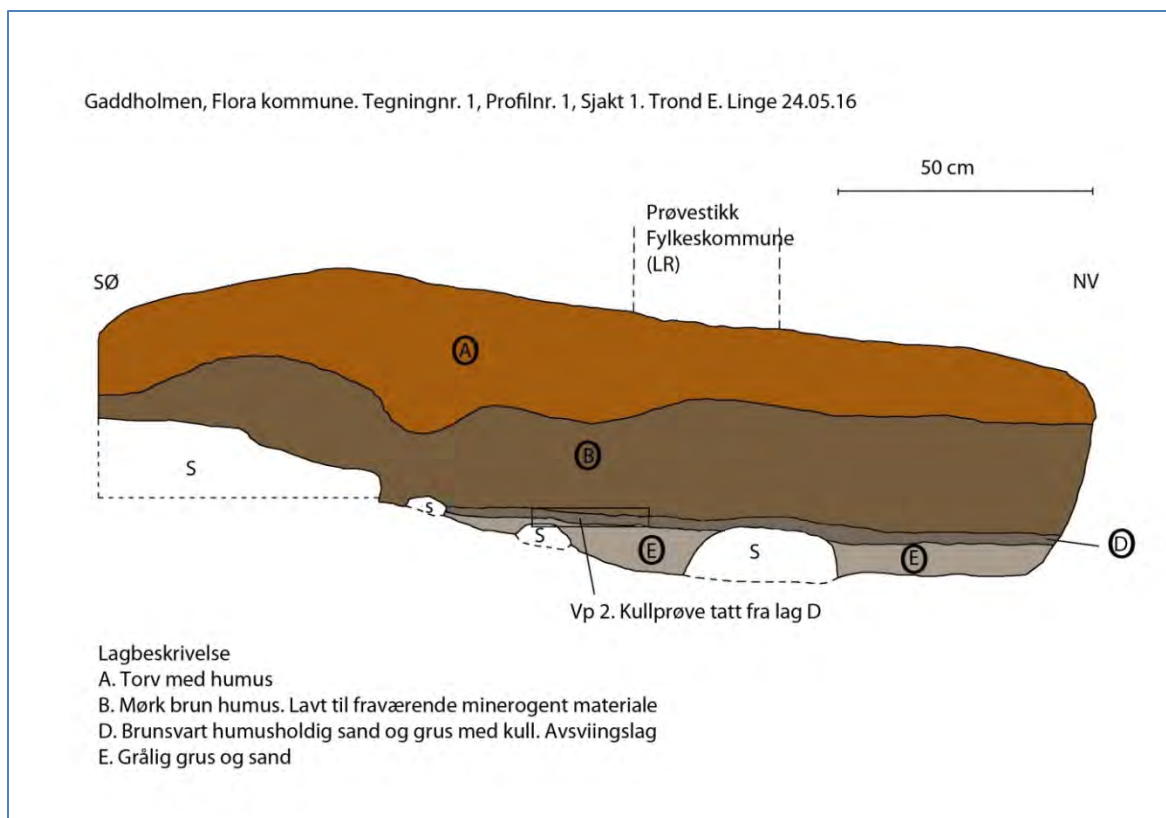 Gaddholmen, Flora kommune. Tegningnr. 1, Profilnr. 1, Sjakt 1. Trond E. Linge 24.05.16
50 cm
Prøvestikk
Fylkeskommune
(LR)
SØ
NV
A
B
S
s
S
E
S
E
D
Vp 2. Kullprøve tatt fra lag D
Lagbeskrivelse
A. Torv med humus
B. Mørk brun humus. Lavt til fraværende minerogent materiale
D. Brunsvart humusholdig sand og grus med kull. Avsviingslag
E. Grålig grus og sand